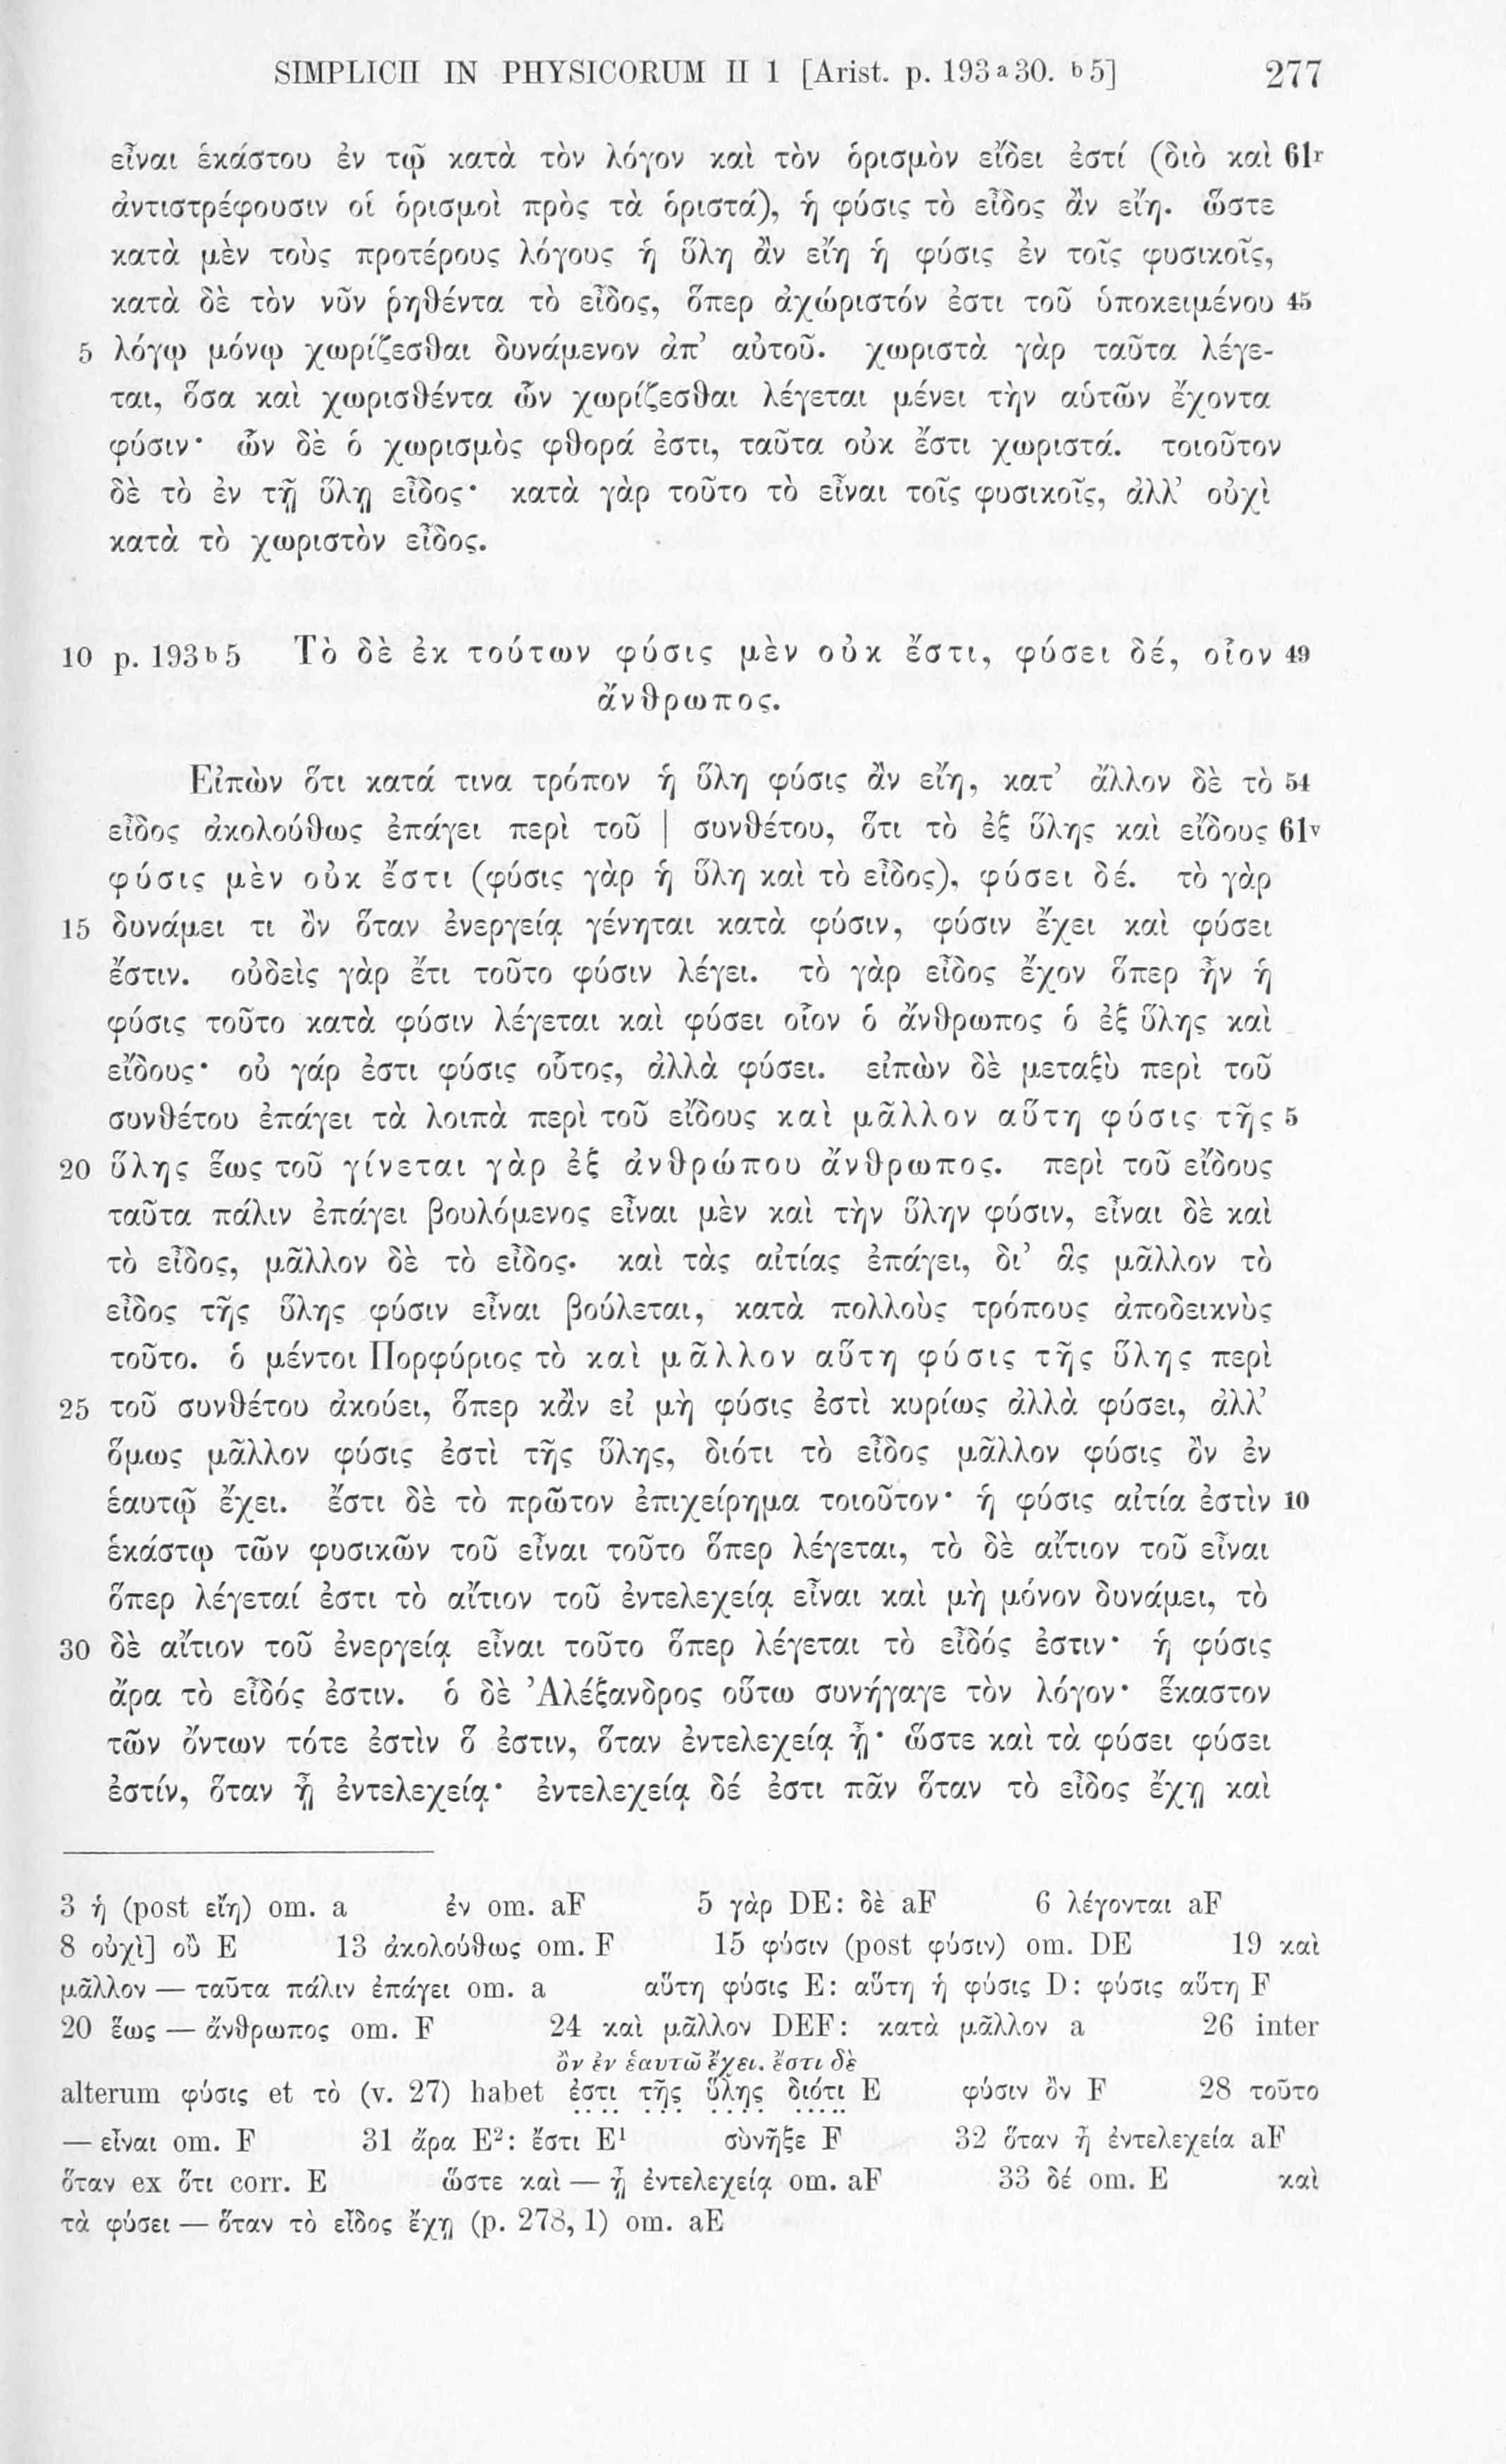 SIMPLICII IN PHYSICORUM II 1 [Arist. p. 193ᵃ30. ᵇ5] 277
εἶναι ἑκάστου ἐν τῷ κατὰ τὸν λόγον καὶ τὸν ὁρισμὸν εἴδει ἐστί (διὸ καὶ 61ʳ
ἀντιστρέφουσιν οἱ ὁρισμοὶ πρὸς τὰ ὁριστά), ἡ φύσις τὸ εἶδος ἂν εἴη. ὥστε
κατὰ μὲν τοὺς προτέρους λόγους ἡ ὕλη ἂν εἴη ἡ φύσις ἐν τοῖς φυσικοῖς,
κατὰ δὲ τὸν νῦν ῥηθέντα τὸ εἶδος, ὅπερ ἀχώριστόν ἐστι τοῦ ὑποκειμένου 45
5 λόγῳ μόνῳ χωρίζεσθαι δυνάμενον ἀπ’ αὐτοῦ. χωριστὰ γὰρ ταῦτα λέγε-
ται, ὅσα καὶ χωρισθέντα ὧν χωρίζεσθαι λέγεται μένει τὴν αὑτῶν ἔχοντα
φύσιν· ὧν δὲ ὁ χωρισμὸς φθορά ἐστι, ταῦτα οὐκ ἔστι χωριστά. τοιοῦτον
δὲ τὸ ἐν τῇ ὕλῃ εἶδος· κατὰ γὰρ τοῦτο τὸ εἶναι τοῖς φυσικοῖς, ἀλλ’ οὐχὶ
κατὰ τὸ χωριστὸν εἶδος.
10 p. 193ᵇ5 Τὸ δὲ ἐκ τούτων φύσις μὲν οὐκ ἔστι, φύσει δέ, οἷον 49
ἄνθρωπος.
Εἰπὼν ὅτι κατά τινα τρόπον ἡ ὕλη φύσις ἂν εἴη, κατ’ ἄλλον δὲ τὸ 54
εἶδος ἀκολούθως ἐπάγει περὶ τοῦ | συνθέτου, ὅτι τὸ ἐξ ὕλης καὶ εἴδους 61ᵛ
φύσις μὲν οὐκ ἔστι (φύσις γὰρ ἡ ὕλη καὶ τὸ εἶδος), φύσει δέ. τὸ γὰρ
15 δυνάμει τι ὂν ὅταν ἐνεργείᾳ γένηται κατὰ φύσιν, φύσιν ἔχει καὶ φύσει
ἔστιν. οὐδεὶς γὰρ ἔτι τοῦτο φύσιν λέγει. τὸ γὰρ εἶδος ἔχον ὅπερ ἦν ἡ
φύσις τοῦτο κατὰ φύσιν λέγεται καὶ φύσει οἷον ὁ ἄνθρωπος ὁ ἐξ ὕλης καὶ
εἴδους· οὐ γάρ ἐστι φύσις οὗτος, ἀλλὰ φύσει. εἰπὼν δὲ μεταξὺ περὶ τοῦ
συνθέτου ἐπάγει τὰ λοιπὰ περὶ τοῦ εἴδους καὶ μᾶλλον αὕτη φύσις τῆς 5
20 ὕλης ἕως τοῦ γίνεται γὰρ ἐξ ἀνθρώπου ἄνθρωπος. περὶ τοῦ εἴδους
ταῦτα πάλιν ἐπάγει βουλόμενος εἶναι μὲν καὶ τὴν ὕλην φύσιν, εἶναι δὲ καὶ
τὸ εἶδος, μᾶλλον δὲ τὸ εἶδος· καὶ τὰς αἰτίας ἐπάγει, δι’ ἃς μᾶλλον τὸ
εἶδος τῆς ὕλης φύσιν εἶναι βούλεται, κατὰ πολλοὺς τρόπους ἀποδεικνὺς
τοῦτο. ὁ μέντοι Πορφύριος τὸ καὶ μᾶλλον αὕτη φύσις τῆς ὕλης περὶ
25 τοῦ συνθέτου ἀκούει, ὅπερ κἂν εἰ μὴ φύσις ἐστὶ κυρίως ἀλλὰ φύσει, ἀλλ’
ὅμως μᾶλλον φύσις ἐστὶ τῆς ὕλης, διότι τὸ εἶδος μᾶλλον φύσις ὂν ἐν
ἑαυτῷ ἔχει. ἔστι δὲ τὸ πρῶτον ἐπιχείρημα τοιοῦτον· ἡ φύσις αἰτία ἐστὶν 10
ἑκάστῳ τῶν φυσικῶν τοῦ εἶναι τοῦτο ὅπερ λέγεται, τὸ δὲ αἴτιον τοῦ εἶναι
ὅπερ λέγεταί ἐστι τὸ αἴτιον τοῦ ἐντελεχείᾳ εἶναι καὶ μὴ μόνον δυνάμει, τὸ
30 δὲ αἴτιον τοῦ ἐνεργείᾳ εἶναι τοῦτο ὅπερ λέγεται τὸ εἶδός ἐστιν· ἡ φύσις
ἄρα τὸ εἶδός ἐστιν. ὁ δὲ Ἀλέξανδρος οὕτω συνήγαγε τὸν λόγον· ἕκαστον
τῶν ὄντων τότε ἐστὶν ὅ ἐστιν, ὅταν ἐντελεχείᾳ ᾖ· ὥστε καὶ τὰ φύσει φύσει
ἐστίν, ὅταν ᾖ ἐντελεχείᾳ· ἐντελεχείᾳ δέ ἐστι πᾶν ὅταν τὸ εἶδος ἔχῃ καὶ
3 ἡ (post εἴη) om. a ἐν om. aF 5 γὰρ DE: δὲ aF 6 λέγονται aF
8 οὐχὶ] οὐ E 13 ἀκολούθως om. F 15 φύσιν (post φύσιν) om. DE 19 καὶ
μᾶλλον — ταῦτα πάλιν ἐπάγει om. a αὕτη φύσις E: αὕτη ἡ φύσις D: φύσις αὕτη F
20 ἕως — ἄνθρωπος om. F 24 καὶ μᾶλλον DEF: κατὰ μᾶλλον a 26 inter
ὂν ἐν ἑαυτῶ ἔχει. ἔστι δὲ
alterum φύσις et τὸ (v. 27) habet ἐστι τῆς ὕλης διότι E φύσιν ὂν F 28 τοῦτο
— εἶναι om. F 31 ἄρα E²: ἔστι E¹ συνῆξε F 32 ὅταν ἦ ἐντελεχεία aF
ὅταν ex ὅτι corr. E ὥστε καὶ — ᾖ ἐντελεχείᾳ om. aF 33 δέ om. E καὶ
τὰ φύσει — ὅταν τὸ εἶδος ἔχῃ (p. 278, 1) om. aE